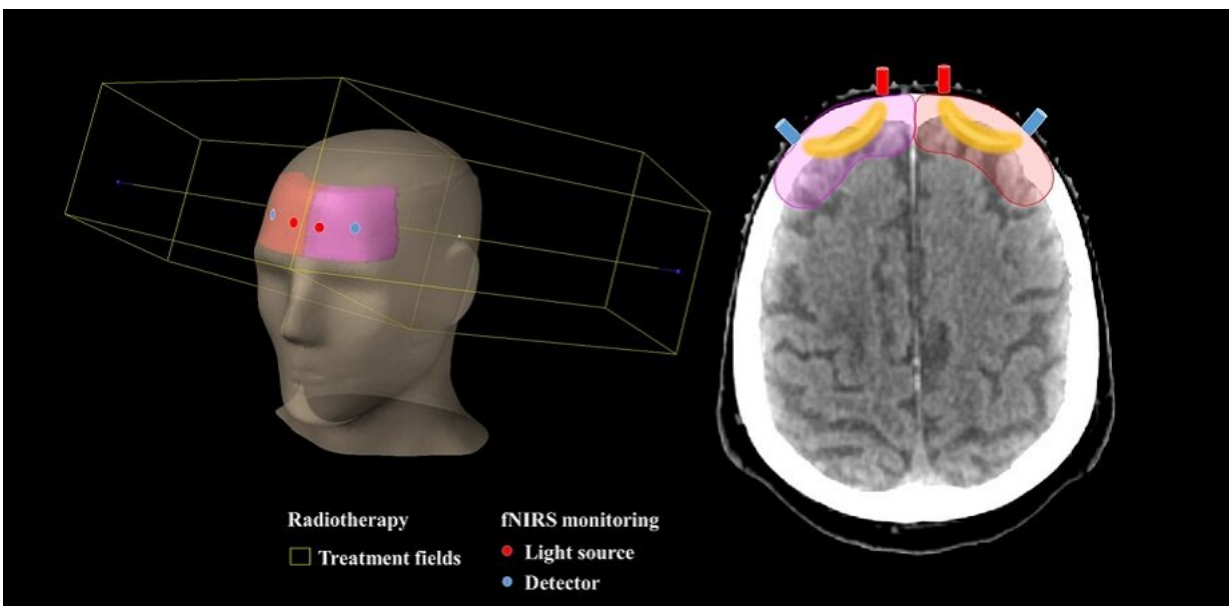 Radiotherapy
Treatment fields
fNIRS monitoring
Light source
Detector